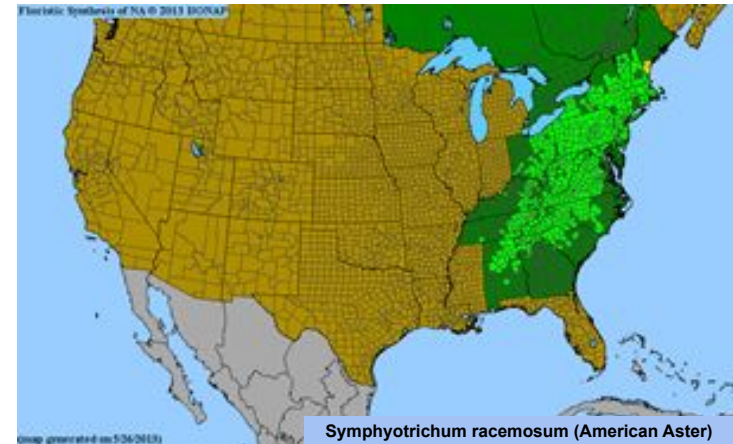 Floristic Synthesis of NA © 2013 BONAP
(map generated on 5/26/2013)
Symphyotrichum racemosum (American Aster)